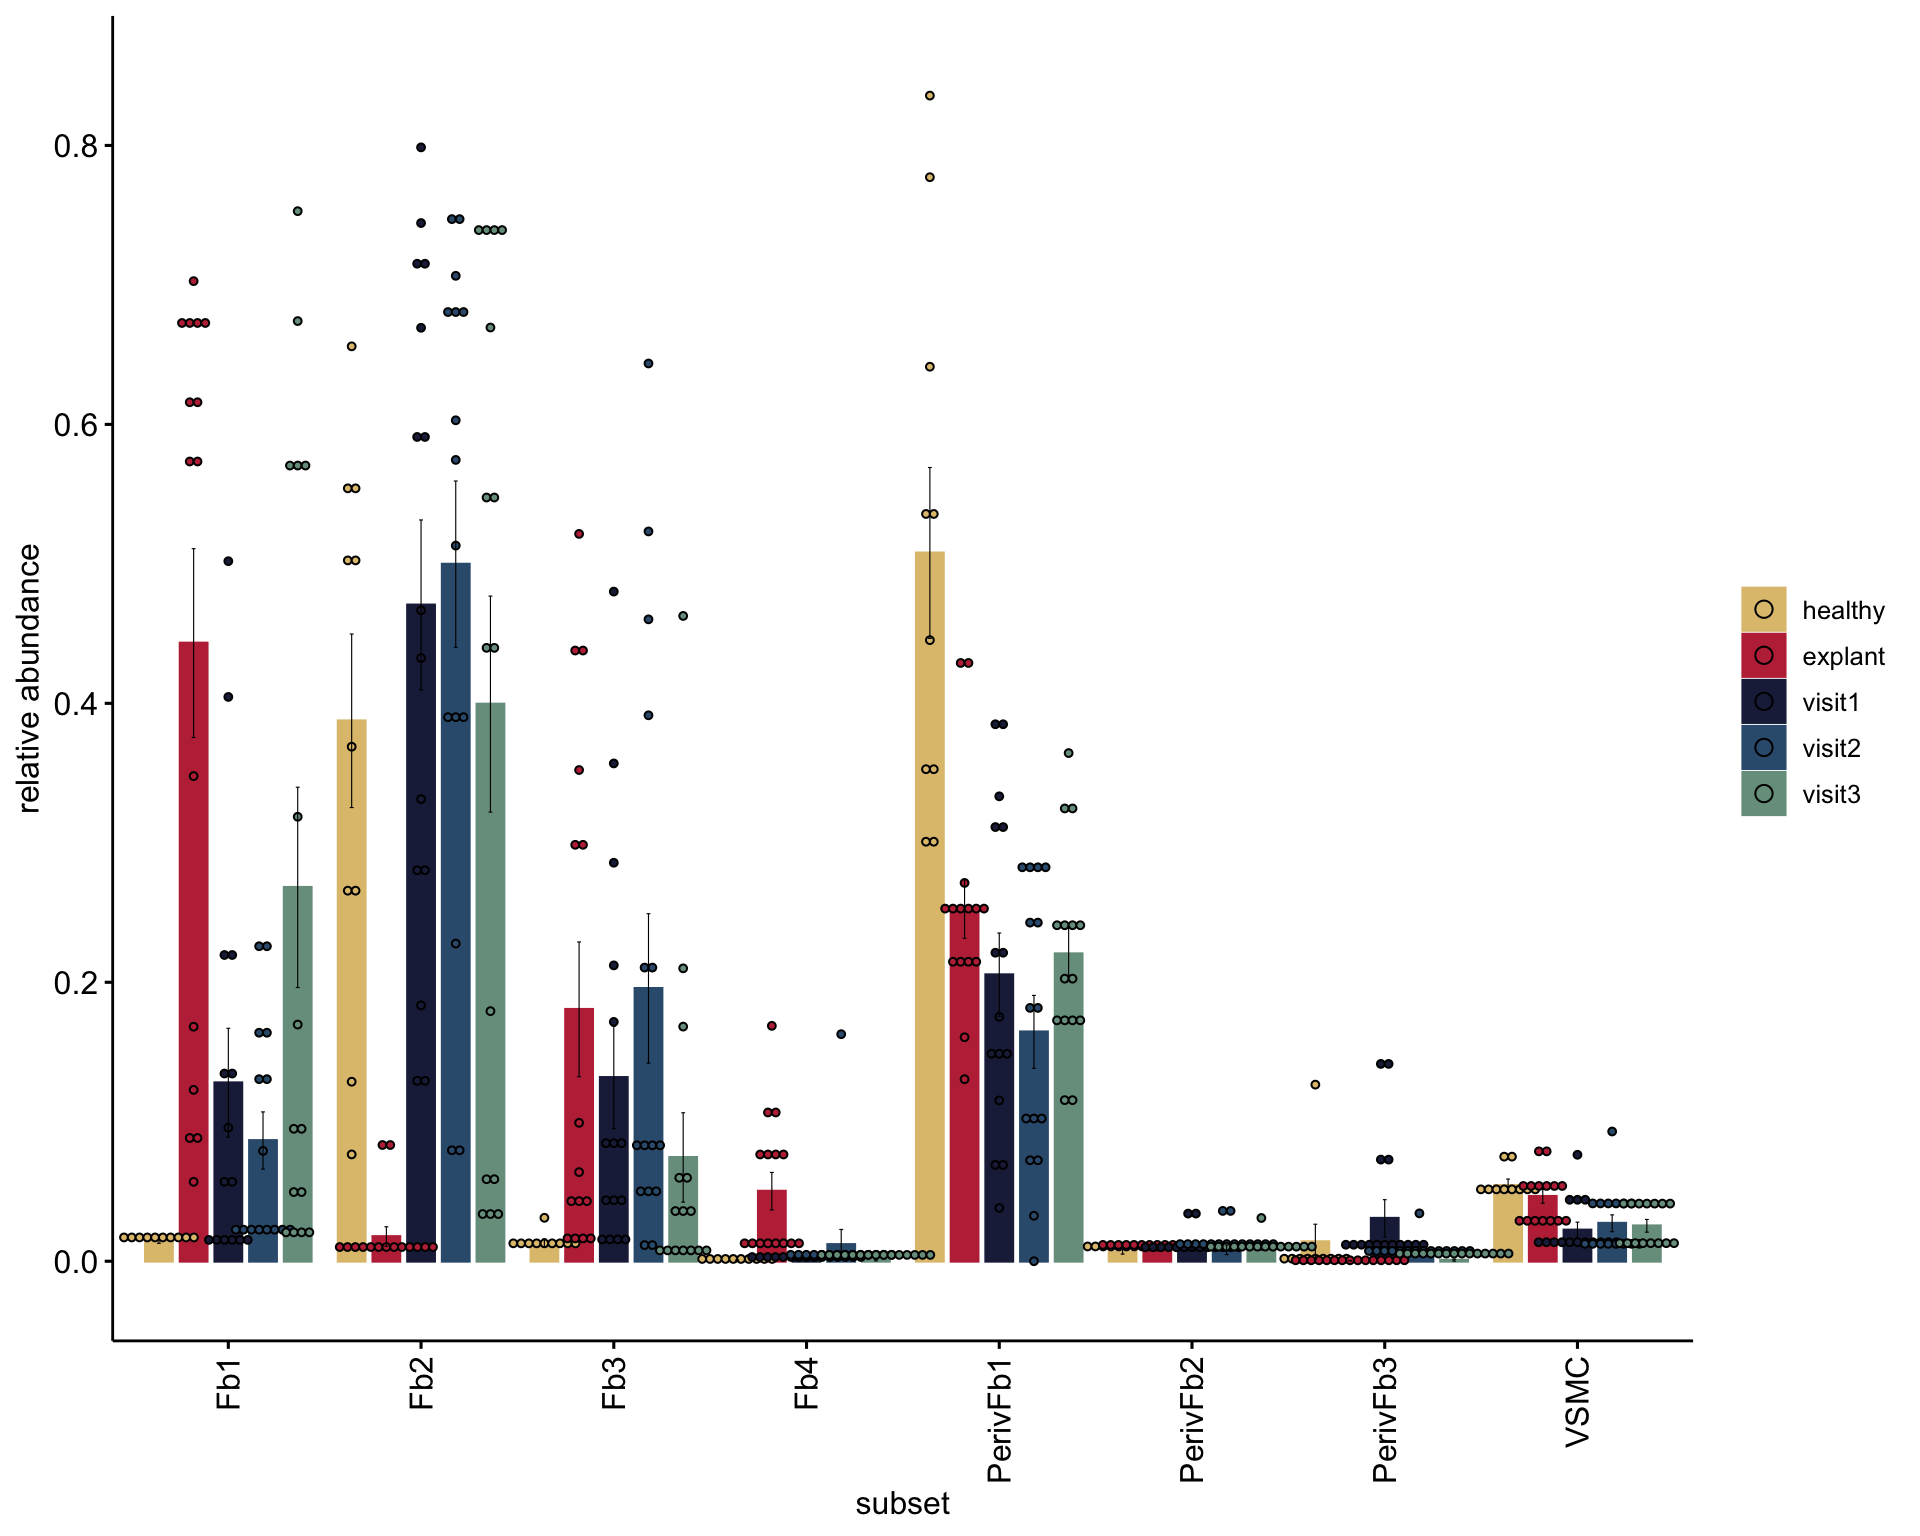 relative abundance
0.8
0.6
0.4
0.2
0.0
Fb1
Fb2
Fb3
Fb4
PerivFb1
PerivFb2
PerivFb3
VSMC
subset
healthy
explant
visit1
visit2
visit3